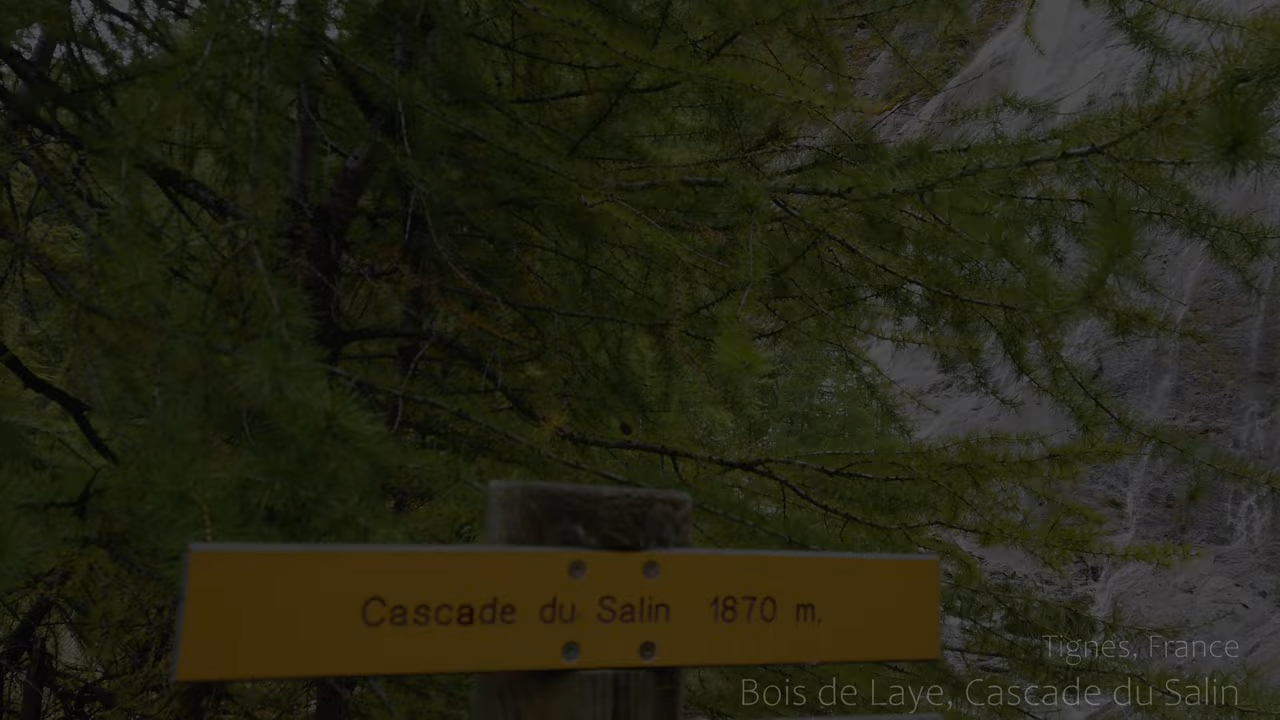 Cascade du Salin 1870 m.
Tignes, France
Bois de Laye, Cascade du Salin